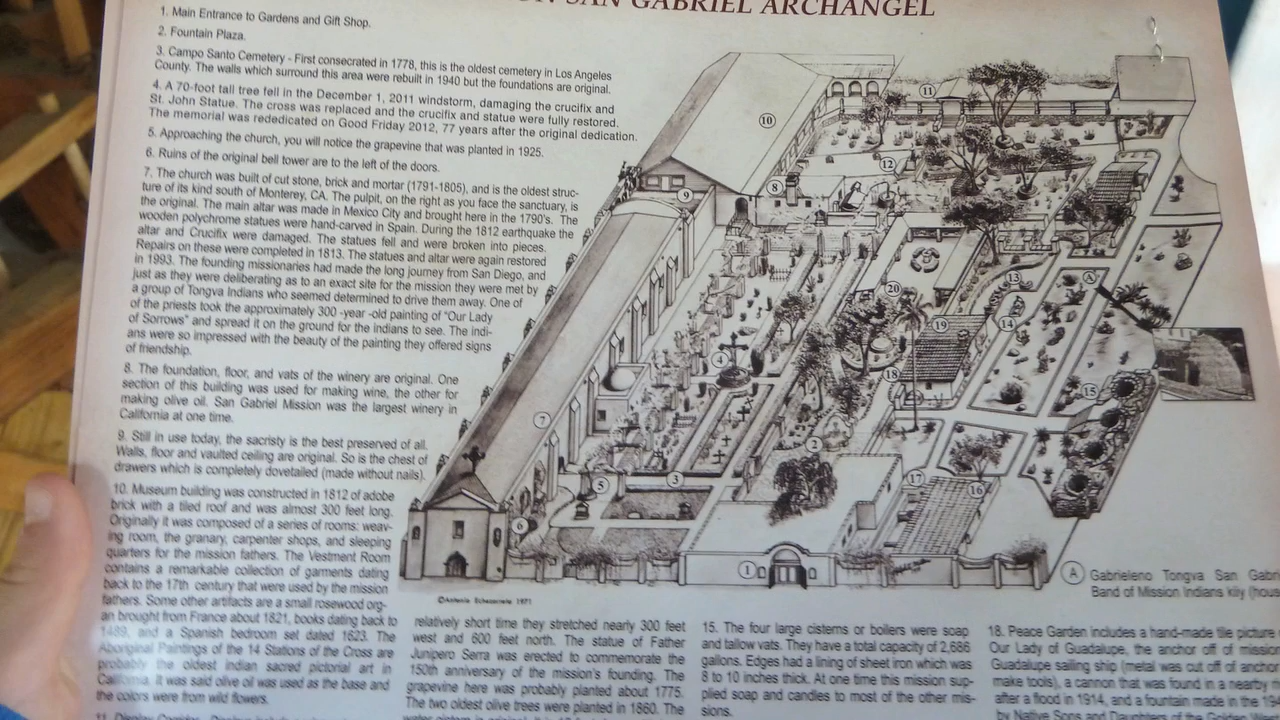 SAN GABRIEL ARCHANGEL
1. Main Entrance to Gardens and Gift Shop.
2. Fountain Plaza.
3. Campo Santo Cemetery - First consecrated in 1778, this is the oldest cemetery in Los Angeles
County. The walls which surround this area were rebuilt in 1940 but the foundations are original.
4. A 70-foot tall tree fell in the December 1, 2011 windstorm, damaging the crucifix and
St. John Statue. The cross was replaced and the crucifix and statue were fully restored.
The memorial was rededicated on Good Friday 2012, 77 years after the original dedication.
5. Approaching the church, you will notice the grapevine that was planted in 1925.
6. Ruins of the original bell tower are to the left of the doors.
7. The church was built of cut stone, brick and mortar (1791-1805), and is the oldest struc-
ture of its kind south of Monterey, CA. The pulpit, on right as you face the sanctuary, is
the original. The main altar was made in Mexico City and brought here in the 1790's. The
wooden polychrome statues were hand-carved in Spain. During the 1812 earthquake the
altar and Crucifix were damaged. The statues fell and were broken into pieces.
Repairs on these were completed in 1813. The statues and altar were again restored
in 1993. The founding missionaries had made the long journey from San Diego, and
just as they were deliberating as to an exact site for the mission they were met by
a group of Tongva Indians who seemed determined to drive them away. One of
of the priests took the approximately 300 -year -old painting of "Our Lady
of Sorrows" and spread it on the ground for the indians to see. The indi-
ans were so impressed with the beauty of the painting they offered signs
of friendship.
8. The foundation, floor, and vats of the winery are original. One
section of this building was used for making wine, the other for
making olive oil. San Gabriel Mission was the largest winery in
California at one time.
9. Still in use today, the sacristy is the best preserved of all.
Walls, floor and vaulted ceiling are original. So is the chest of
drawers which is completely dovetailed (made without nails).
10. Museum building was constructed in 1812 of adobe
brick with a tiled roof and was almost 300 feet long.
Originally it was composed of a series of rooms: weav-
ing room, the granary, carpenter shops, and sleeping
quarters for the mission fathers. The Vestment Room
contains a remarkable collection of garments dating
back to the 17th century that were used by the mission
fathers. Some other artifacts are a small rosewood org-
an brought from France about 1821, books dating back to
1489, and a Spanish bedroom set dated 1623. The
Aboriginal Paintings of the 14 Stations of the Cross are
probably the oldest Indian sacred pictorial art in
California. It was said olive oil was used as the base and
the colors were from wild flowers.
11. Display
10
11
12
8
9
20
13
A
14
19
4
18
15
7
2
5
3
17
16
6
1
1971
A Gabrieleno Tongva San
Band of Mission Indians kiiy
relatively short time they stretched nearly 300 feet
west and 600 feet north. The statue of Father
Junipero Serra was erected to commemorate the
150th anniversary of the mission's founding. The
grapevine here was probably planted about 1775.
The two oldest olive trees were planted in 1860. The
15. The four large cisterns or boilers were soap
and tallow vats. They have a total capacity of 2,686
gallons. Edges had a lining of sheet iron which was
8 to 10 inches thick. At one time this mission sup-
plied soap and candles to most of the other mis-
sions.
18. Peace Garden includes a hand-made tile picture
Our Lady of Guadalupe, the anchor off of
Guadalupe sailing ship (metal was cut off of anchor
make tools), a cannon that was found in a nearby
after a flood in 1914, and a fountain made in the
by Native Sons and Daughters of the Golden